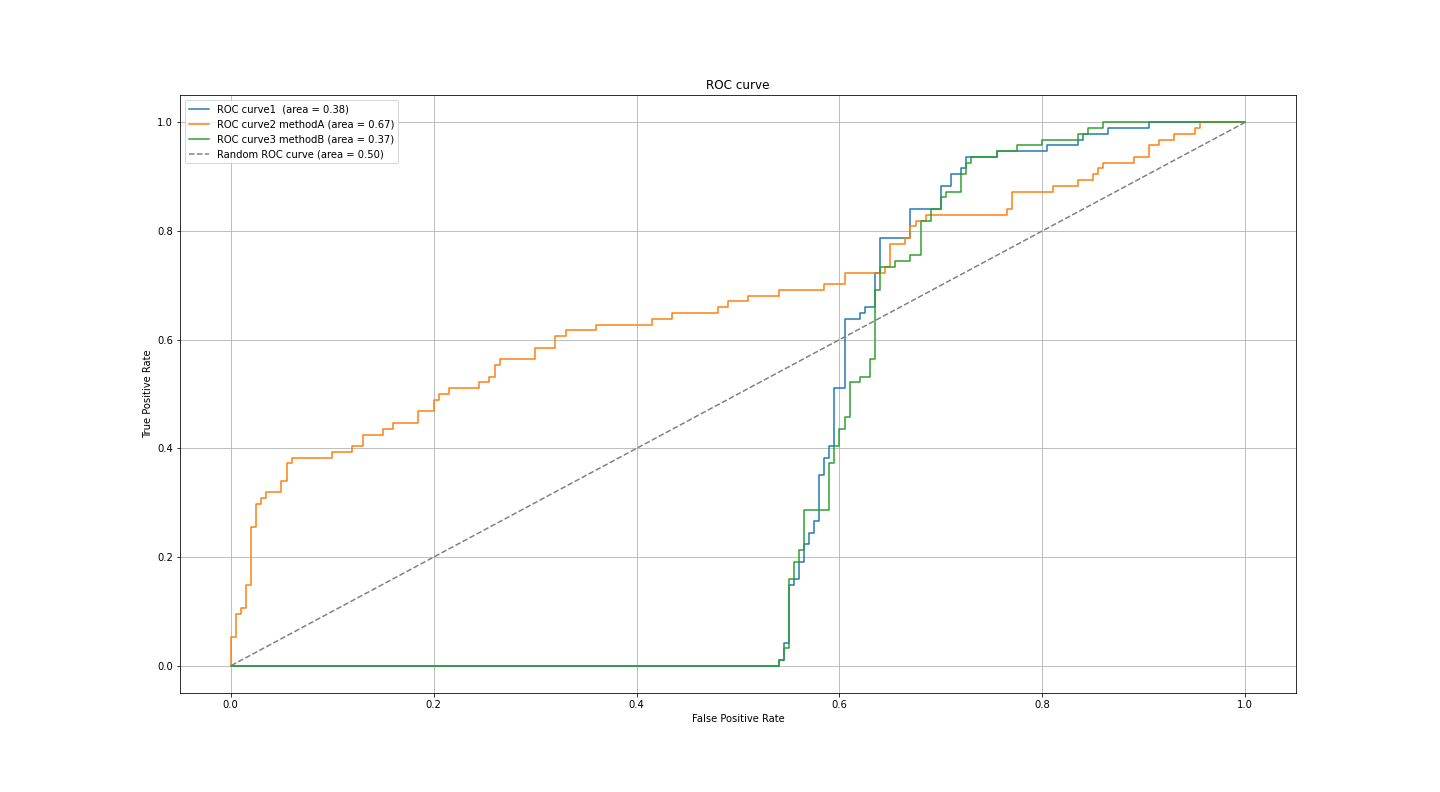 ROC curve
ROC curve1  (area = 0.38)
ROC curve2 methodA (area = 0.67)
ROC curve3 methodB (area = 0.37)
Random ROC curve (area = 0.50)
1.0
0.8
0.6
0.4
0.2
0.0
True Positive Rate
0.0 0.2 0.4 0.6 0.8 1.0
False Positive Rate